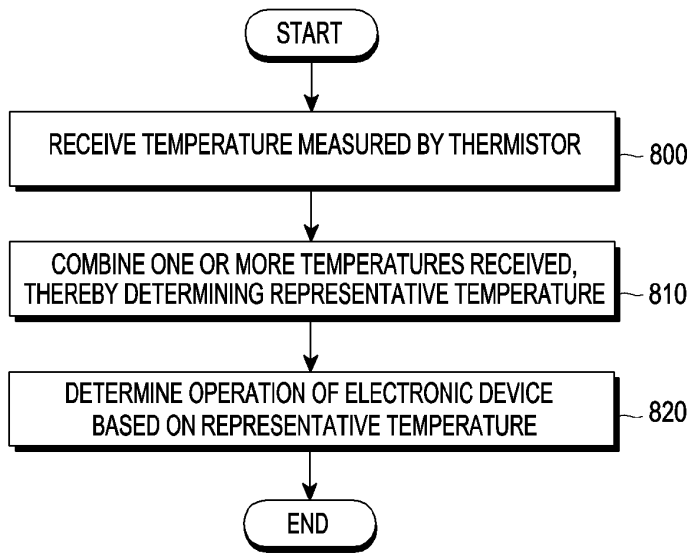 START
RECEIVE TEMPERATURE MEASURED BY THERMISTOR
800
COMBINE ONE OR MORE TEMPERATURES RECEIVED,
THEREBY DETERMINING REPRESENTATIVE TEMPERATURE
810
DETERMINE OPERATION OF ELECTRONIC DEVICE
BASED ON REPRESENTATIVE TEMPERATURE
820
END